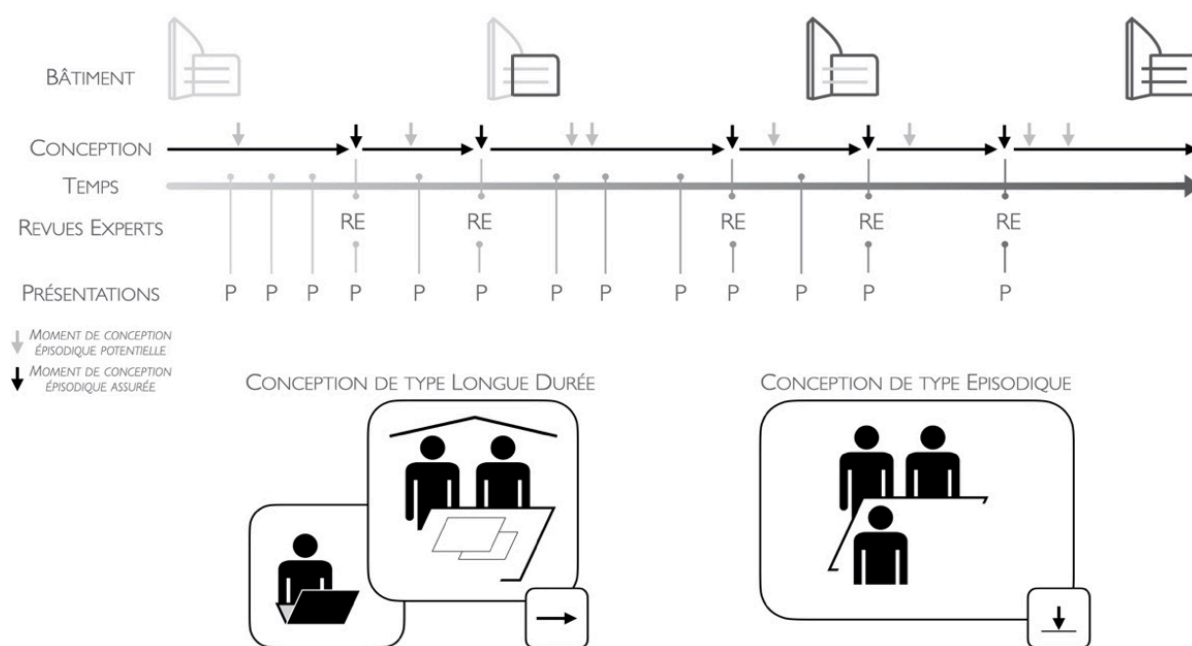 BÂTIMENT
CONCEPTION
TEMPS
REVUES EXPERTS
RE RE RE RE RE
PRÉSENTATIONS
P P P P P P P P P P P P
MOMENT DE CONCEPTION
ÉPISODIQUE POTENTIELLE
MOMENT DE CONCEPTION
ÉPISODIQUE ASSURÉE
CONCEPTION DE TYPE LONGUE DURÉE
CONCEPTION DE TYPE EPISODIQUE